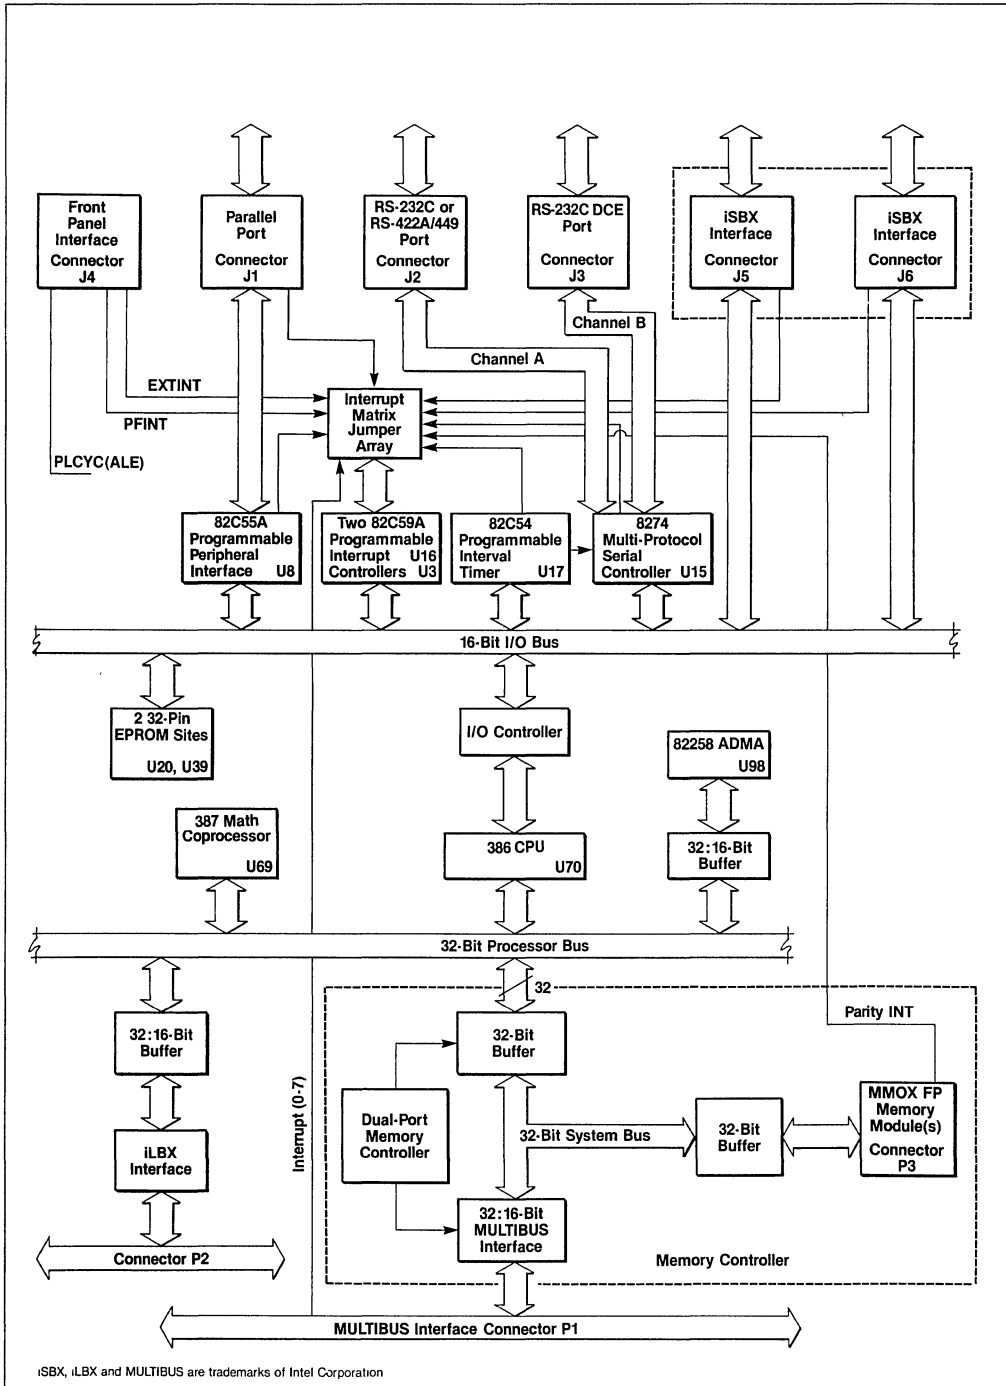 Front
Panel
Interface
Connector
J4
Parallel
Port
Connector
J1
RS-232C or
RS-422A/449
Port
Connector
J2
RS-232C DCE
Port
Connector
J3
iSBX
Interface
Connector
J5
iSBX
Interface
Connector
J6
Channel B
Channel A
EXTINT
PFINT
PLCYC(ALE)
Interrupt
Matrix
Jumper
Array
82C55A
Programmable
Peripheral
Interface U8
Two 82C59A
Programmable
Interrupt U16
Controllers U3
82C54
Programmable
Interval
Timer U17
8274
Multi-Protocol
Serial
Controller U15
16-Bit I/O Bus
2 32-Pin
EPROM Sites
U20, U39
I/O Controller
82258 ADMA
U98
387 Math
Coprocessor
U69
386 CPU
U70
32:16-Bit
Buffer
32-Bit Processor Bus
32
32:16-Bit
Buffer
32-Bit
Buffer
Parity INT
Interrupt (0-7)
Dual-Port
Memory
Controller
32-Bit System Bus
32-Bit
Buffer
MMOX FP
Memory
Module(s)
Connector
P3
iLBX
Interface
32:16-Bit
MULTIBUS
Interface
Connector P2
Memory Controller
MULTIBUS Interface Connector P1
iSBX, iLBX and MULTIBUS are trademarks of Intel Corporation